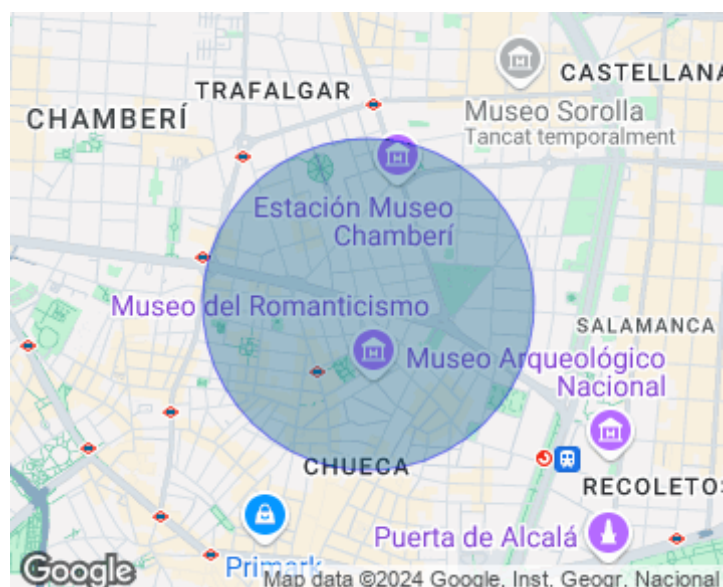 CASTELLANA
TRAFALGAR
Museo Sorolla
Tancat temporalment
CHAMBERÍ
Estación Museo
Chamberí
Museo del Romanticismo
SALAMANCA
Museo Arqueológico
Nacional
CHUECA
RECOLETOS
Puerta de Alcalá
Primark
Google
Map data ©2024 Google, Inst. Geogr. Nacional